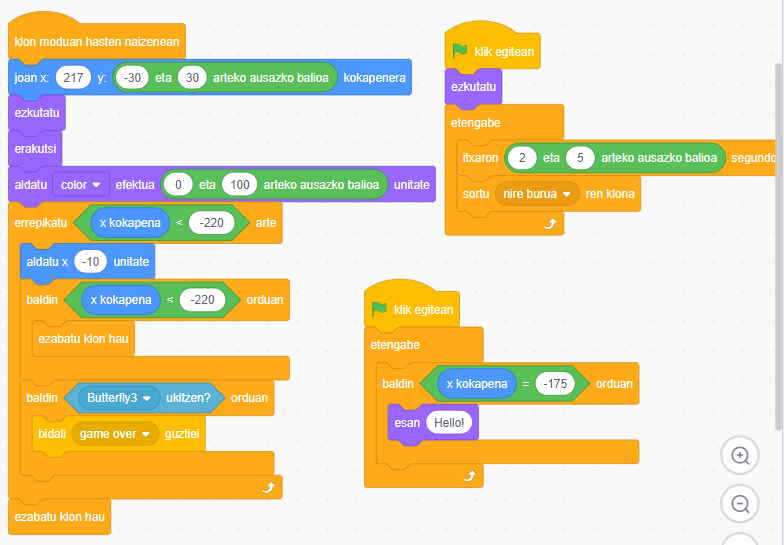 klon moduan hasten naizenean
joan x: 217 y: -30 eta 30 arteko ausazko balioa kokapenera
ezkutatu
erakutsi
aldatu color efektua 0 eta 100 arteko ausazko balioa unitate
errepikatu x kokapena < -220 arte
aldatu x -10 unitate
baldin x kokapena < -220 orduan
ezabatu klon hau
baldin Butterfly3 ukitzen? orduan
bidali game over guztiei
ezabatu klon hau
klik egitean
ezkutatu
etengabe
itxaron 2 eta 5 arteko ausazko balioa segundo
sortu nire burua ren klona
klik egitean
etengabe
baldin x kokapena = -175 orduan
esan Hello!